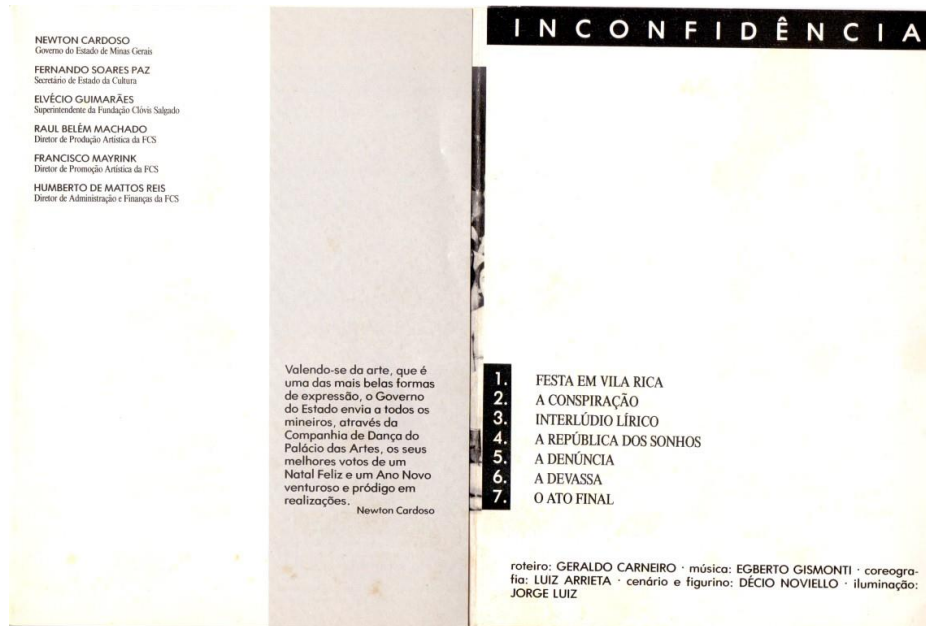 NEWTON CARDOSO
Governo do Estado de Minas Gerais
FERNANDO SOARES PAZ
Secretário de Estado da Cultura
ELVÉCIO GUIMARÃES
Superintendente da Fundação Clóvis Salgado
RAUL BELÉM MACHADO
Diretor de Produção Artística da FCS
FRANCISCO MAYRINK
Diretor de Promoção Artística da FCS
HUMBERTO DE MATTOS REIS
Diretor de Administração e Finanças da FCS
Valendo-se da arte, que é
uma das mais belas formas
de expressão, o Governo
do Estado envia a todos os
mineiros, através da
Companhia de Dança do
Palácio das Artes, os seus
melhores votos de um
Natal Feliz e um Ano Novo
venturoso e pródigo em
realizações.
Newton Cardoso
INCONFIDÊNCIA
1. FESTA EM VILA RICA
2. A CONSPIRAÇÃO
3. INTERLÚDIO LÍRICO
4. A REPÚBLICA DOS SONHOS
5. A DENÚNCIA
6. A DEVASSA
7. O ATO FINAL
roteiro: GERALDO CARNEIRO · música: EGBERTO GISMONTI · coreogra-
fia: LUIZ ARRIETA · cenário e figurino: DÉCIO NOVIELLO · iluminação:
JORGE LUIZ